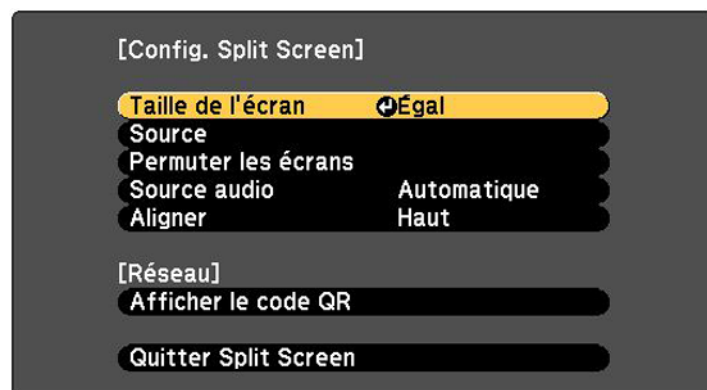 [Config. Split Screen]
Taille de l'écran Égal
Source
Permuter les écrans
Source audio Automatique
Aligner Haut
[Réseau]
Afficher le code QR
Quitter Split Screen